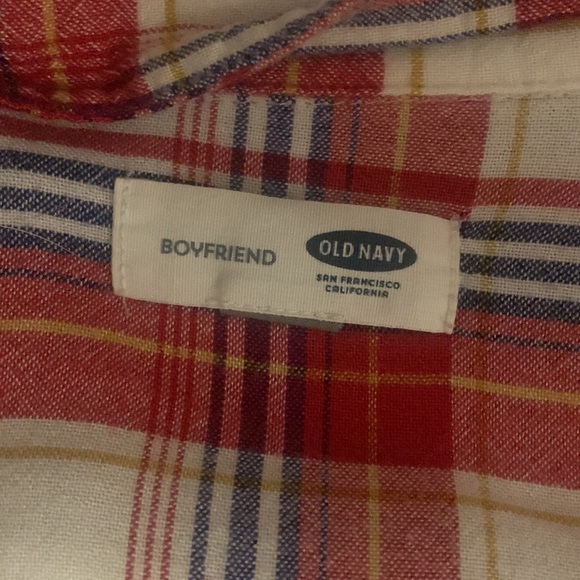 BOYFRIEND
OLD NAVY
SAN FRANCISCO
CALIFORNIA